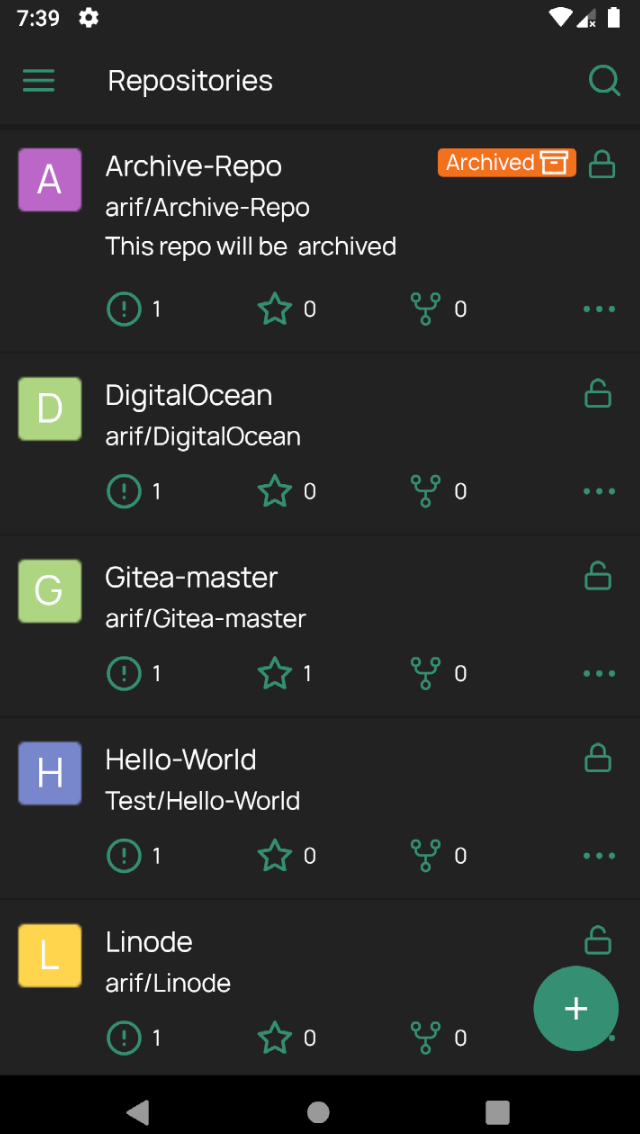 7:39
Repositories
A
Archive-Repo
Archived
arif/Archive-Repo
This repo will be archived
1
0
0
D
DigitalOcean
arif/DigitalOcean
1
0
0
G
Gitea-master
arif/Gitea-master
1
1
0
H
Hello-World
Test/Hello-World
1
0
0
L
Linode
arif/Linode
1
0
0